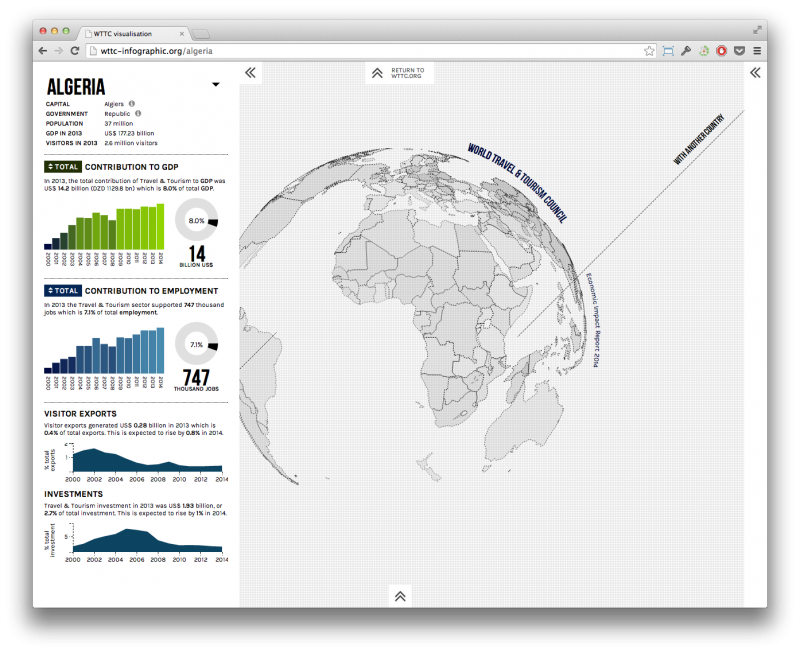 WTTC visualisation
wttc-infographic.org/algeria
ALGERIA
CAPITAL Algiers
GOVERNMENT Republic
POPULATION 37 million
GDP IN 2013 US$ 177.23 billion
VISITORS IN 2013 2.6 million visitors
TOTAL CONTRIBUTION TO GDP
In 2013, the total contribution of Travel & Tourism to GDP was
US$ 14.2 billion (DZD 1129.8 bn) which is 8.0% of total GDP.
8.0%
14
BILLION US$
2000 2001 2002 2003 2004 2005 2006 2007 2008 2009 2010 2011 2012 2013 2014
TOTAL CONTRIBUTION TO EMPLOYMENT
In 2013 the Travel & Tourism sector supported 747 thousand
jobs which is 7.1% of total employment.
7.1%
747
THOUSAND JOBS
2000 2001 2002 2003 2004 2005 2006 2007 2008 2009 2010 2011 2012 2013 2014
VISITOR EXPORTS
Visitor exports generated US$ 0.28 billion in 2013 which is
0.4% of total exports. This is expected to rise by 0.8% in 2014.
% total
exports
2
1
2000 2002 2004 2006 2008 2010 2012 2014
INVESTMENTS
Travel & Tourism investment in 2013 was US$ 1.93 billion, or
2.7% of total investment. This is expected to rise by 1% in 2014.
% total
investment
5
2000 2002 2004 2006 2008 2010 2012 2014
RETURN TO
WTTC.ORG
WORLD TRAVEL & TOURISM COUNCIL
WITH ANOTHER COUNTRY
Economic Impact Report 2014